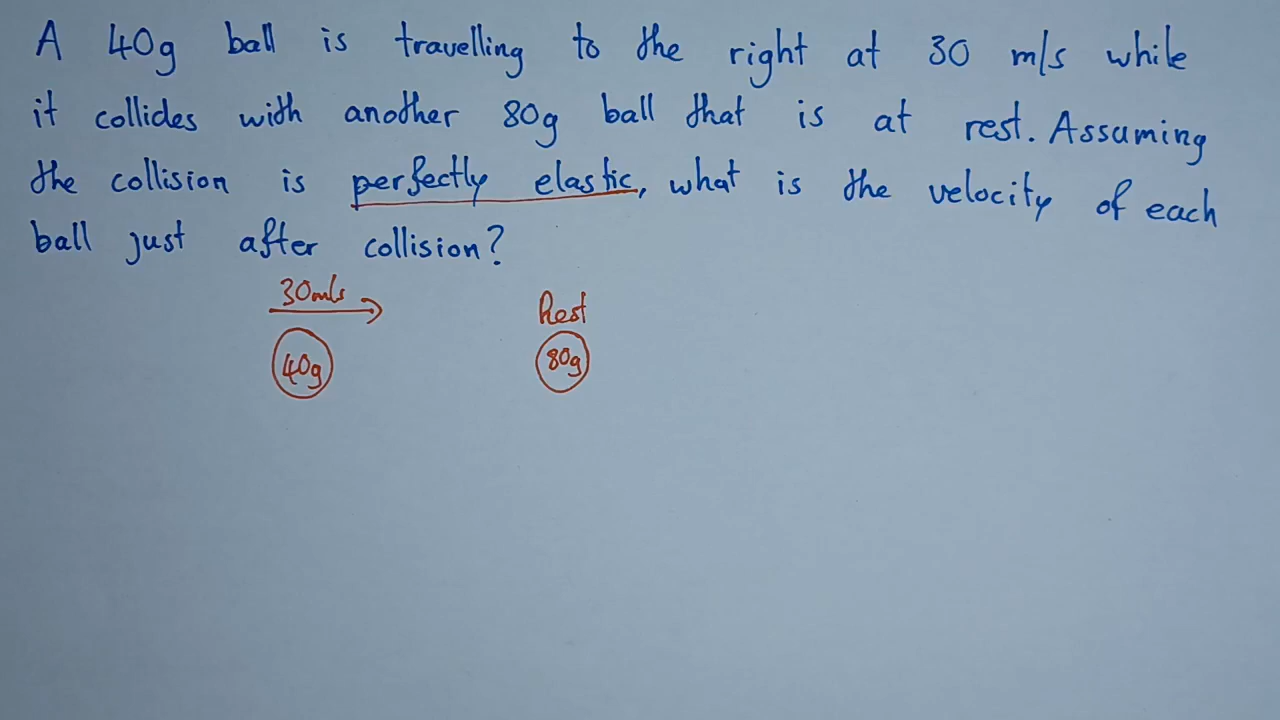 A 40g ball is travelling to the right at 30 m/s while
it collides with another 80g ball that is at rest. Assuming
the collision is perfectly elastic, what is the velocity of each
ball just after collision?
30m/s
Rest
40g
80g